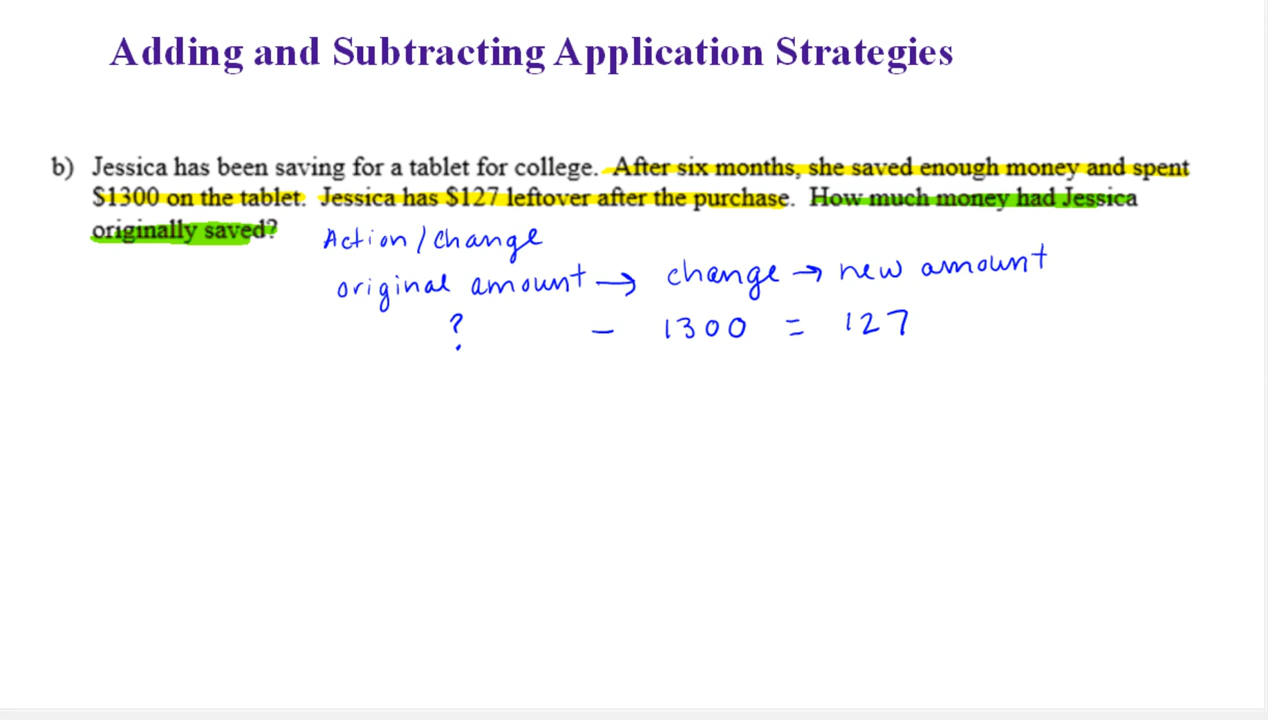 Adding and Subtracting Application Strategies
b) Jessica has been saving for a tablet for college. After six months, she saved enough money and spent
$1300 on the tablet. Jessica has $127 leftover after the purchase. How much money had Jessica
originally saved?
Action / change
original amount → change → new amount
? − 1300 = 127